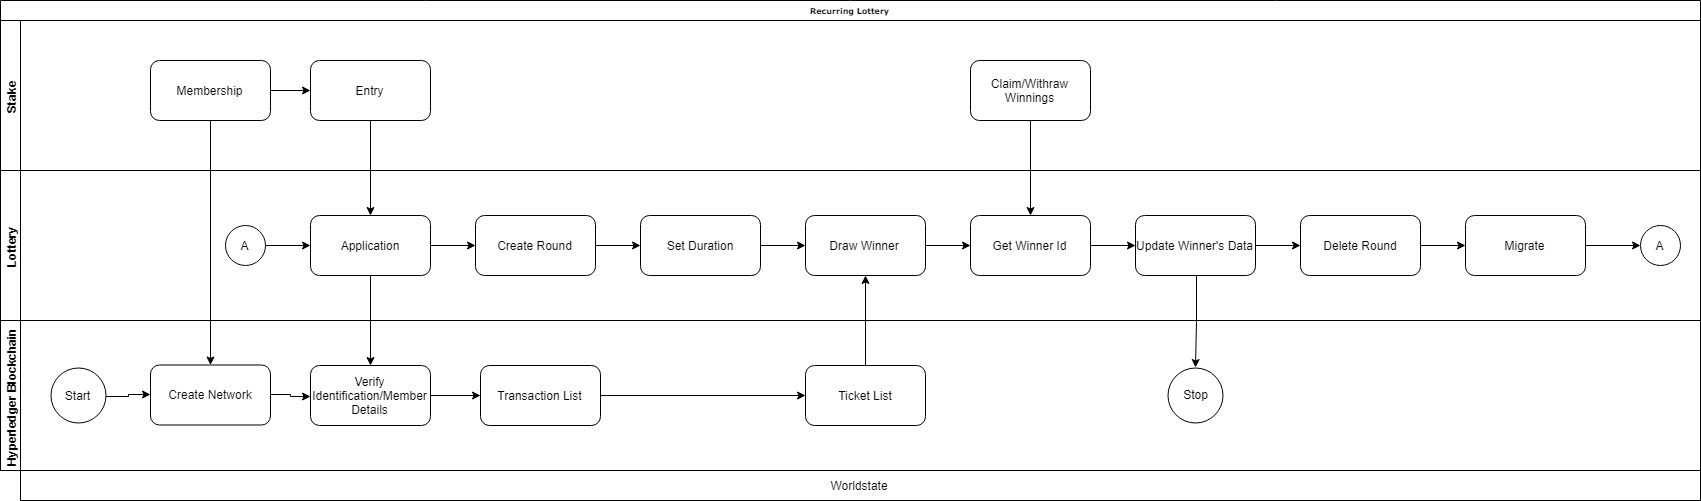 Recurring Lottery
Stake
Membership
Entry
Claim/Withraw
Winnings
Lottery
A
Application
Create Round
Set Duration
Draw Winner
Get Winner Id
Update Winner's Data
Delete Round
Migrate
A
Hyperledger Blockchain
Start
Create Network
Verify
Identification/Member
Details
Transaction List
Ticket List
Stop
Worldstate